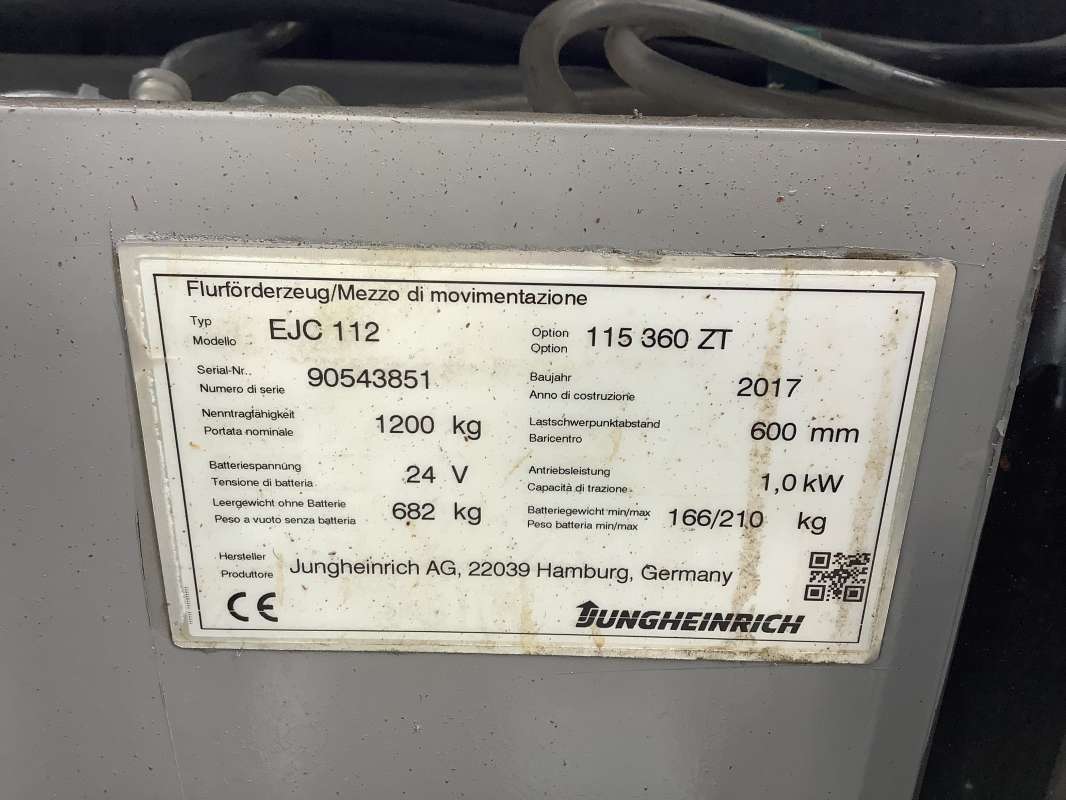 Flurförderzeug/Mezzo di movimentazione
Typ
Modello
EJC 112
Option
Option
115 360 ZT
Serial-Nr..
Numero di serie
90543851
Baujahr
Anno di costruzione
2017
Nenntragfähigkeit
Portata nominale
1200 kg
Lastschwerpunktabstand
Baricentro
600 mm
Batteriespannung
Tensione di batteria
24 V
Antriebsleistung
Capacità di trazione
1,0 kW
Leergewicht ohne Batterie
Peso a vuoto senza batteria
682 kg
Batteriegewicht min/max
Peso batteria min/max
166/210 kg
Hersteller
Produttore
Jungheinrich AG, 22039 Hamburg, Germany
CE
JUNGHEINRICH